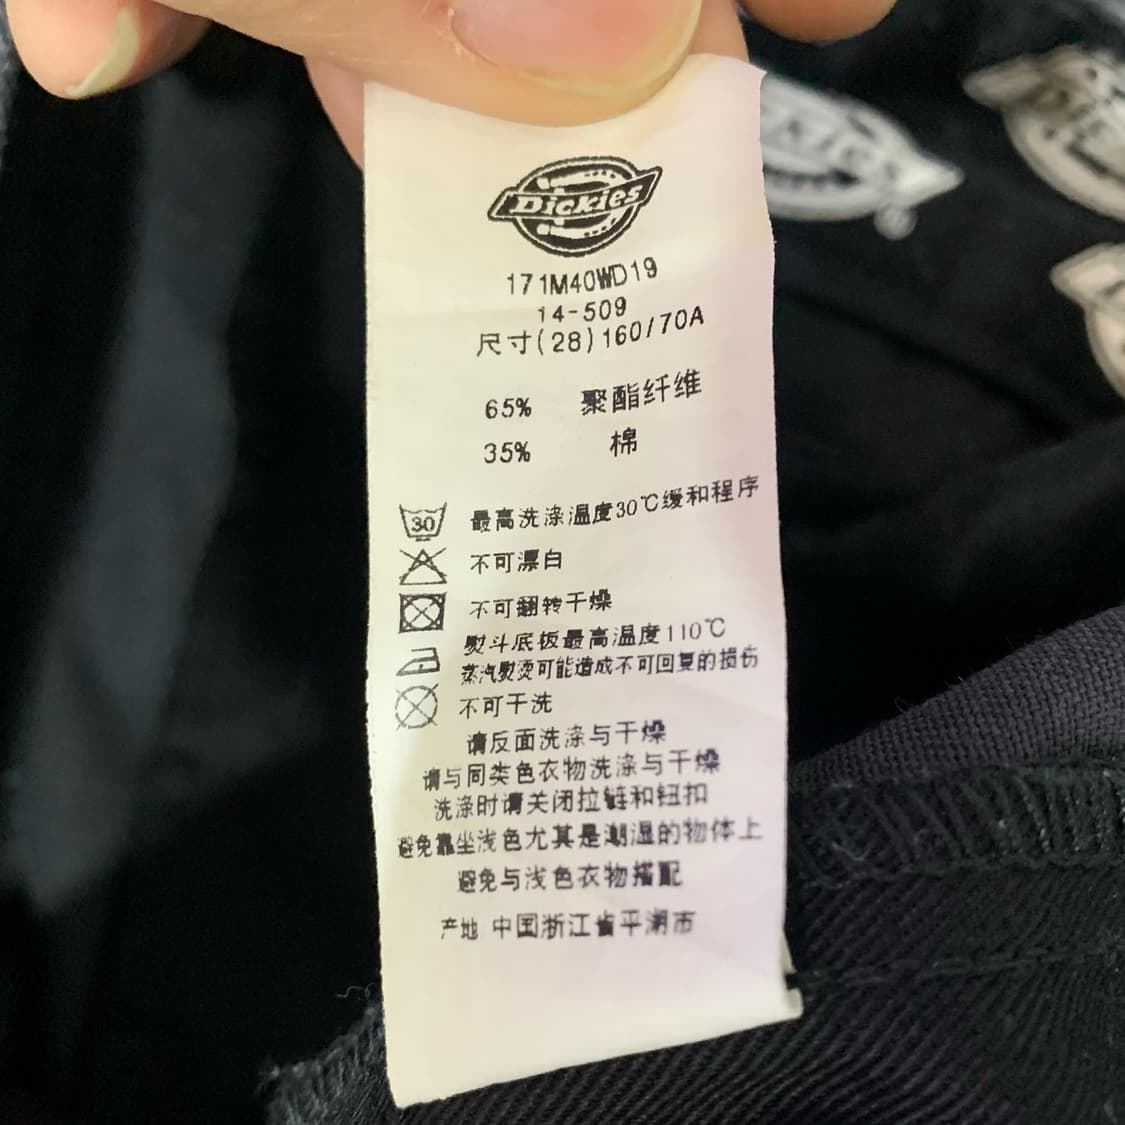 Dickies
171M40WD19
14-509
尺寸(28)160/70A
65% 聚酯纤维
35% 棉
30 最高洗涤温度30℃缓和程序
不可漂白
不可翻转干燥
熨斗底板最高温度110℃
蒸汽熨烫可能造成不可回复的损伤
不可干洗
请反面洗涤与干燥
请与同类色衣物洗涤与干燥
洗涤时请关闭拉链和钮扣
避免靠坐浅色尤其是潮湿的物体上
避免与浅色衣物搭配
产地 中国浙江省平湖市
Dickies
Dickies